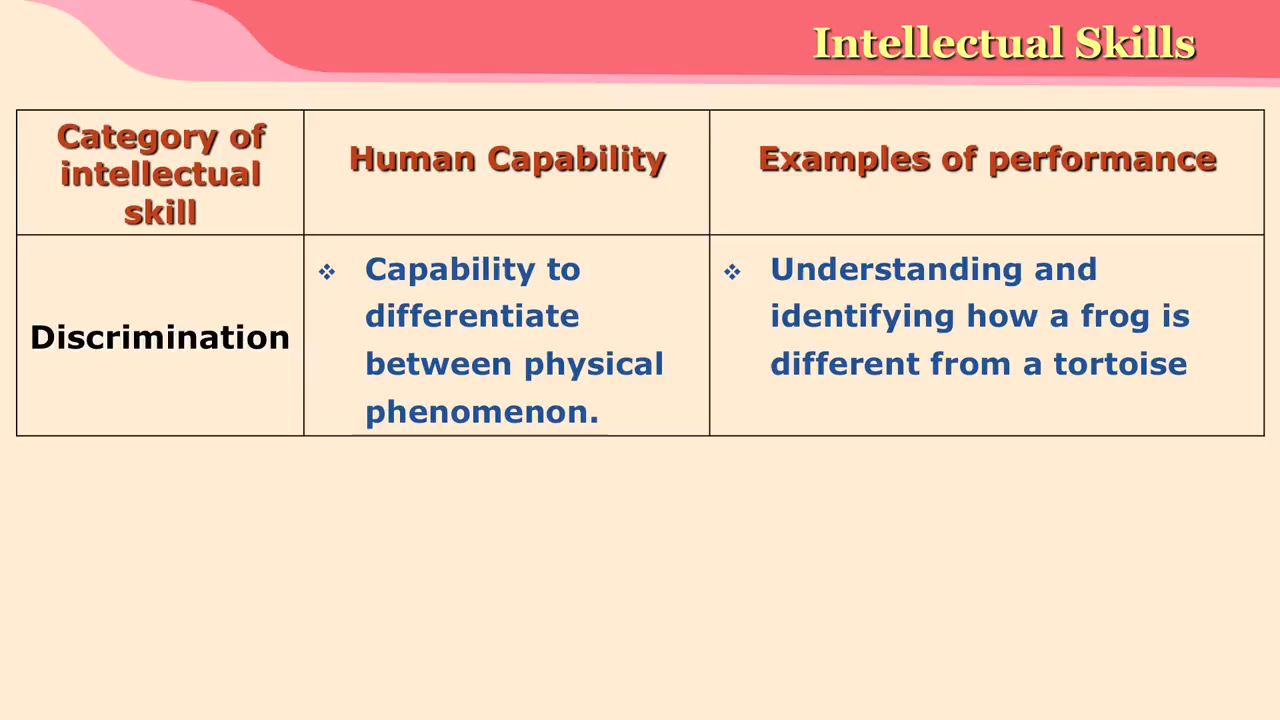 Intellectual Skills
Category of
intellectual
skill
Human Capability
Examples of performance
Discrimination
❖ Capability to
differentiate
between physical
phenomenon.
❖ Understanding and
identifying how a frog is
different from a tortoise